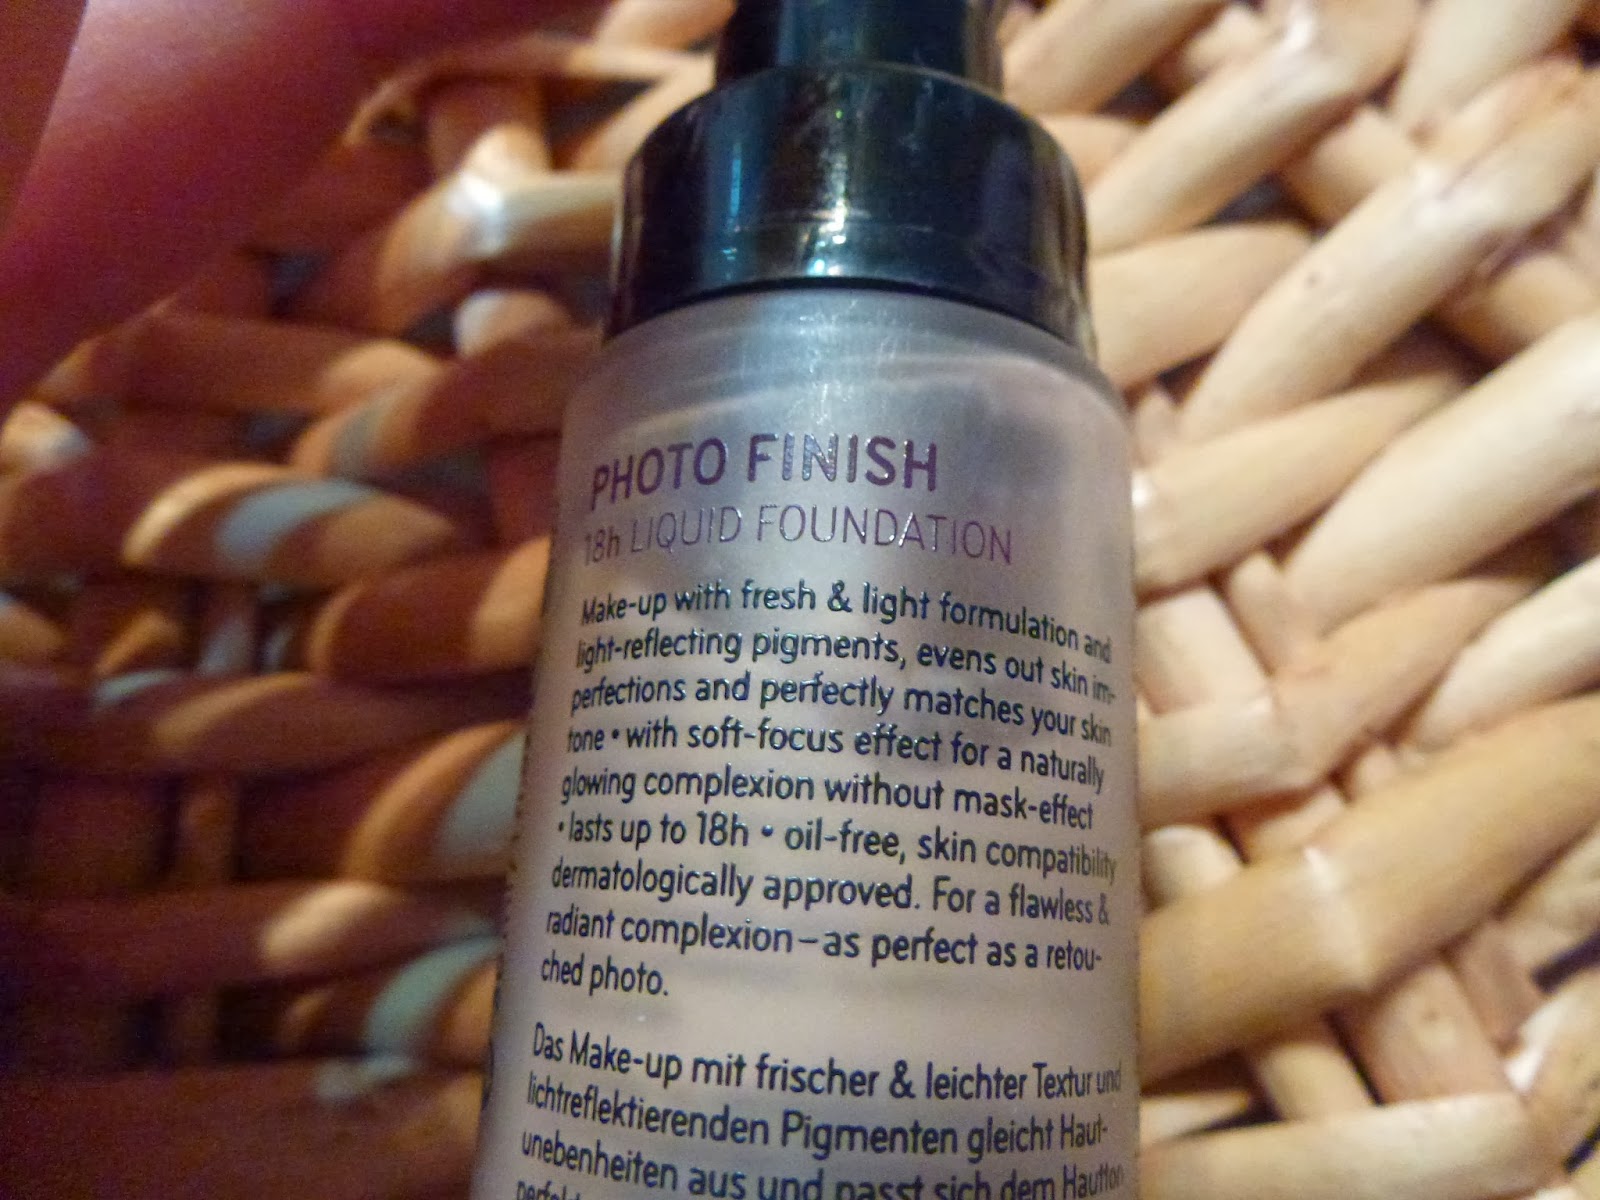 PHOTO FINISH
18h LIQUID FOUNDATION
Make-up with fresh & light formulation and
light-reflecting pigments, evens out skin im-
perfections and perfectly matches your skin
tone • with soft-focus effect for a naturally
glowing complexion without mask-effect
• lasts up to 18h • oil-free, skin compatibility
dermatologically approved. For a flawless &
radiant complexion – as perfect as a retou-
ched photo.
Das Make-up mit frischer & leichter Textur und
lichtreflektierenden Pigmenten gleicht Haut-
unebenheiten aus und passt sich dem Hautton